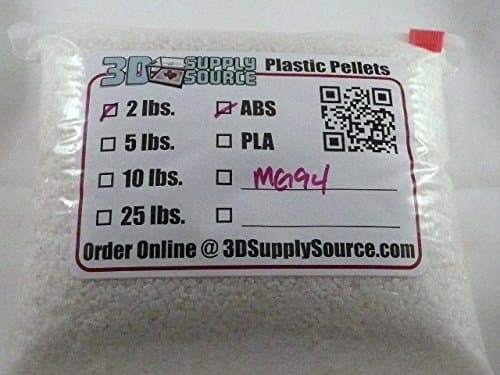 3D SUPPLY SOURCE Plastic Pellets
2 lbs. ABS
5 lbs. PLA
10 lbs. MG94
25 lbs.
Order Online @ 3DSupplySource.com